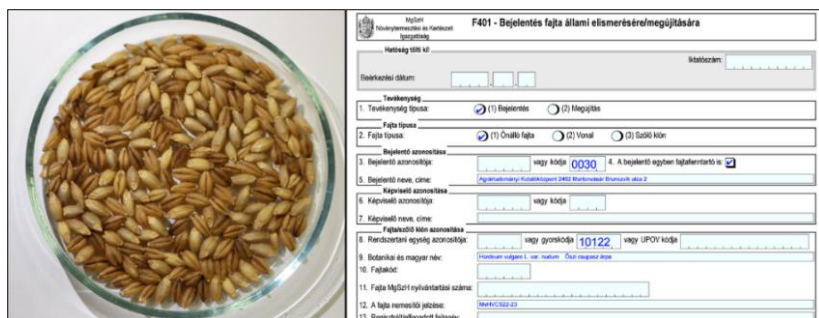 MgSzH
Növénytermesztési és Kertészeti
Igazgatóság
F401 - Bejelentés fajta állami elismerésére/megújítására
Hatóság tölti ki!
Iktatószám:
Beérkezési dátum:
Tevékenység
1. Tevékenység típusa: (1) Bejelentés (2) Megújítás
Fajta típusa
2. Fajta típusa: (1) Önálló fajta (2) Vonal (3) Szülő klón
Bejelentő azonosítása
3. Bejelentő azonosítója: vagy kódja 0030 4. A bejelentő egyben fajtafenntartó is:
5. Bejelentő neve, címe: Agrártudományi Kutatóközpont 2462 Martonvásár Brunszvik utca 2
Képviselő azonosítása
6. Képviselő azonosítója: vagy kódja
7. Képviselő neve, címe:
Fajta/szülő klón azonosítása
8. Rendszertani egység azonosítója: vagy gyorskódja 10122 vagy UPOV kódja
9. Botanikai és magyar név: Hordeum vulgare L. var. nudum Őszi csupasz árpa
10. Fajtakód:
11. Fajta MgSzH nyilvántartási száma:
12. A fajta nemesítői jelzése: MvHVCS22-23